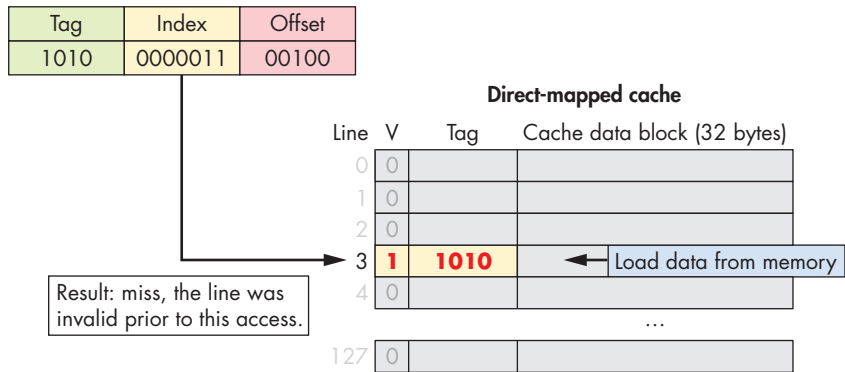 Tag Index Offset
1010 0000011 00100
Direct-mapped cache
Line V Tag Cache data block (32 bytes)
0 0
1 0
2 0
3 1 1010 Load data from memory
4 0
Result: miss, the line was
invalid prior to this access.
...
127 0